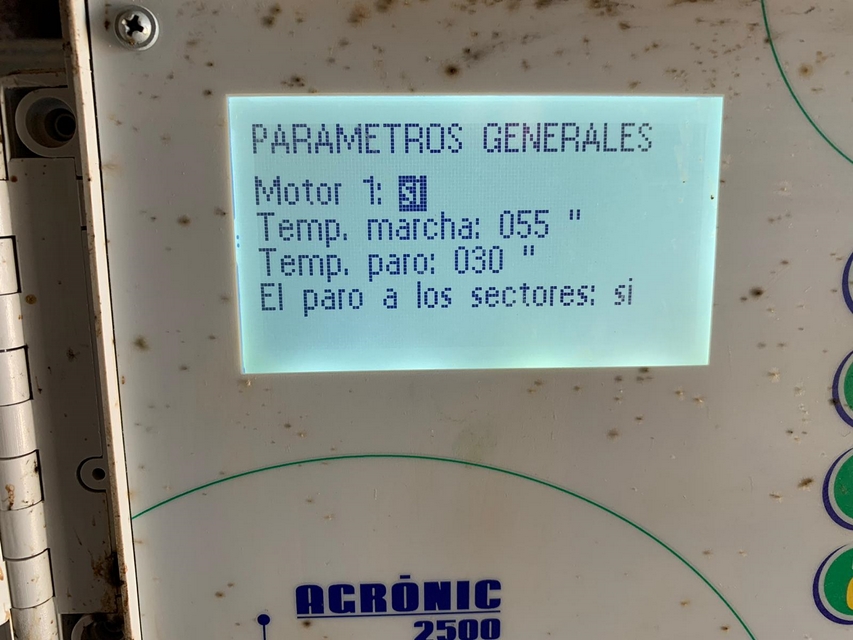 PARAMETROS GENERALES
Motor 1: SI
Temp. marcha: 055 "
Temp. paro: 030 "
El paro a los sectores: si
AGRÓNIC
2500